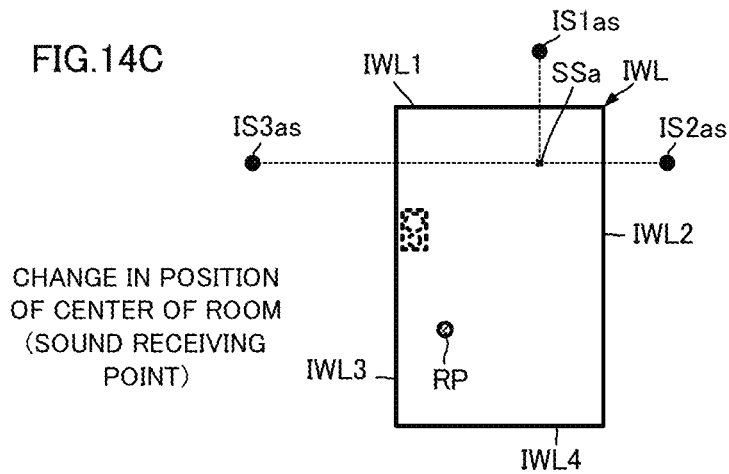 FIG.14C
IS1as
IWL1
SSa
IWL
IS3as
IS2as
IWL2
CHANGE IN POSITION
OF CENTER OF ROOM
(SOUND RECEIVING
POINT)
IWL3
RP
IWL4